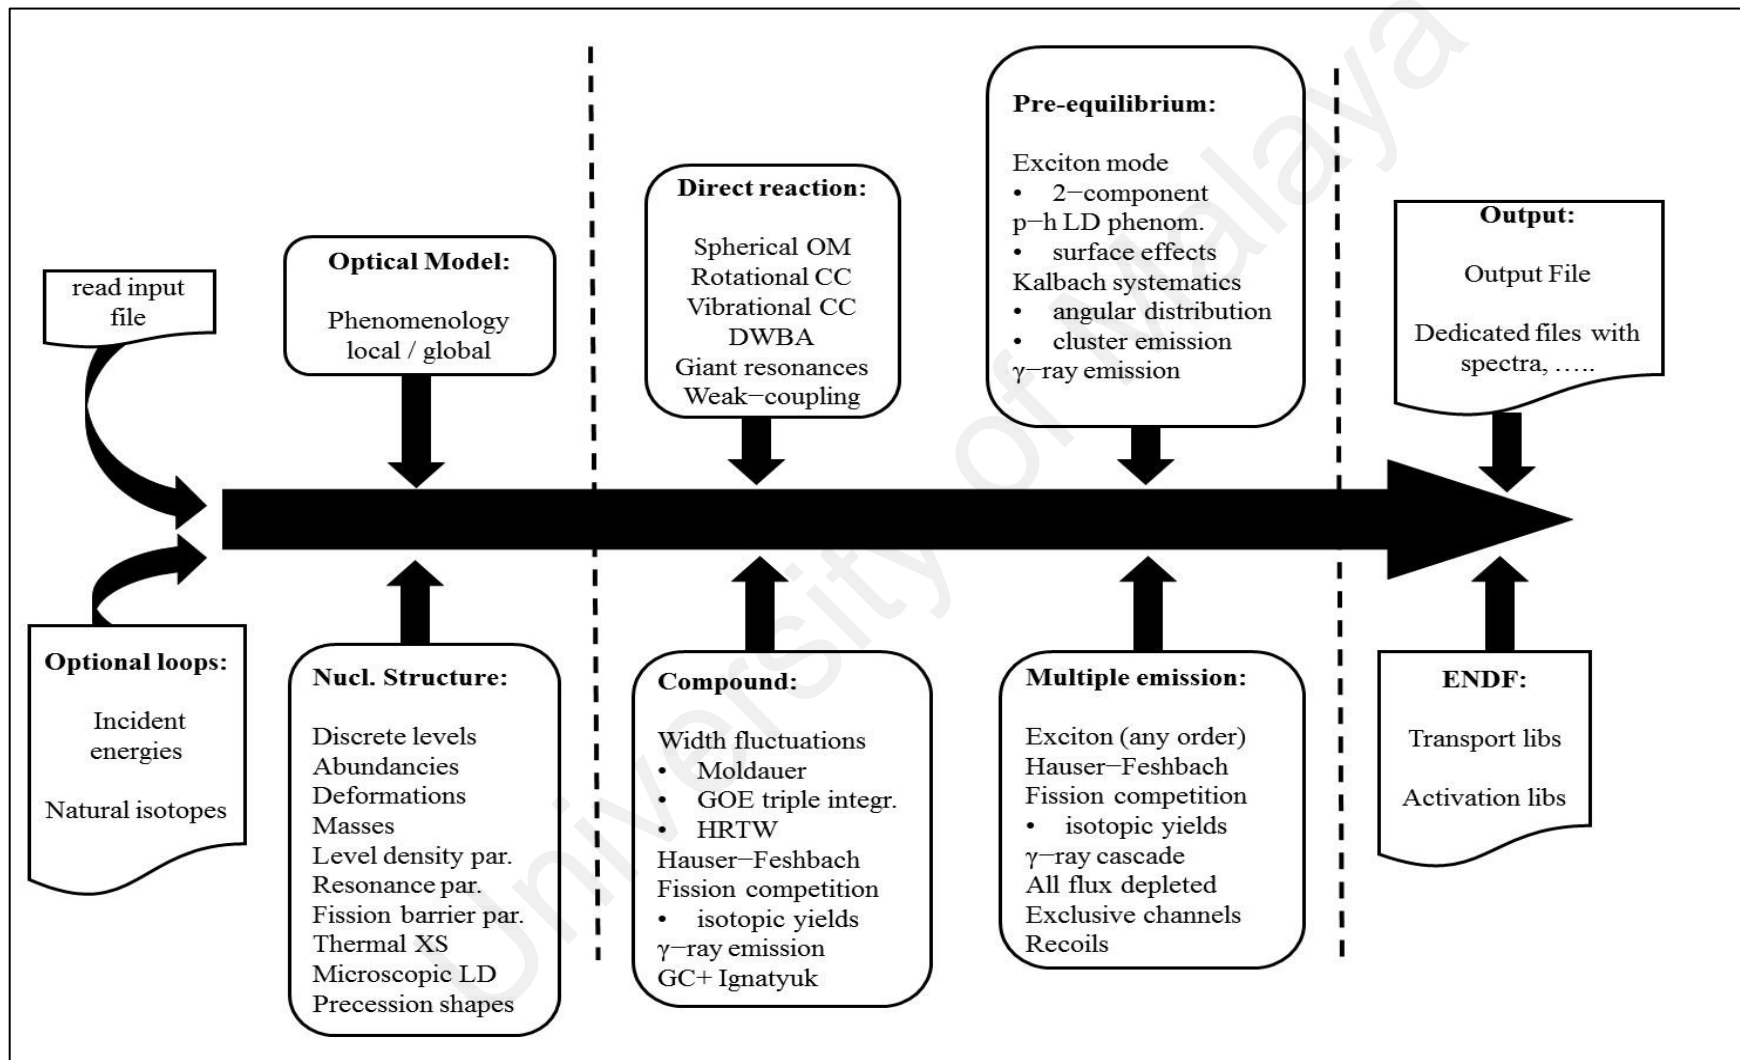 read input
file
Optical Model:
Phenomenology
local / global
Direct reaction:
Spherical OM
Rotational CC
Vibrational CC
DWBA
Giant resonances
Weak−coupling
Pre-equilibrium:
Exciton mode
• 2−component
p−h LD phenom.
• surface effects
Kalbach systematics
• angular distribution
• cluster emission
γ−ray emission
Output:
Output File
Dedicated files with
spectra, …..
Optional loops:
Incident
energies
Natural isotopes
Nucl. Structure:
Discrete levels
Abundancies
Deformations
Masses
Level density par.
Resonance par.
Fission barrier par.
Thermal XS
Microscopic LD
Precession shapes
Compound:
Width fluctuations
• Moldauer
• GOE triple integr.
• HRTW
Hauser−Feshbach
Fission competition
• isotopic yields
γ−ray emission
GC+ Ignatyuk
Multiple emission:
Exciton (any order)
Hauser−Feshbach
Fission competition
• isotopic yields
γ−ray cascade
All flux depleted
Exclusive channels
Recoils
ENDF:
Transport libs
Activation libs
University of Malaya